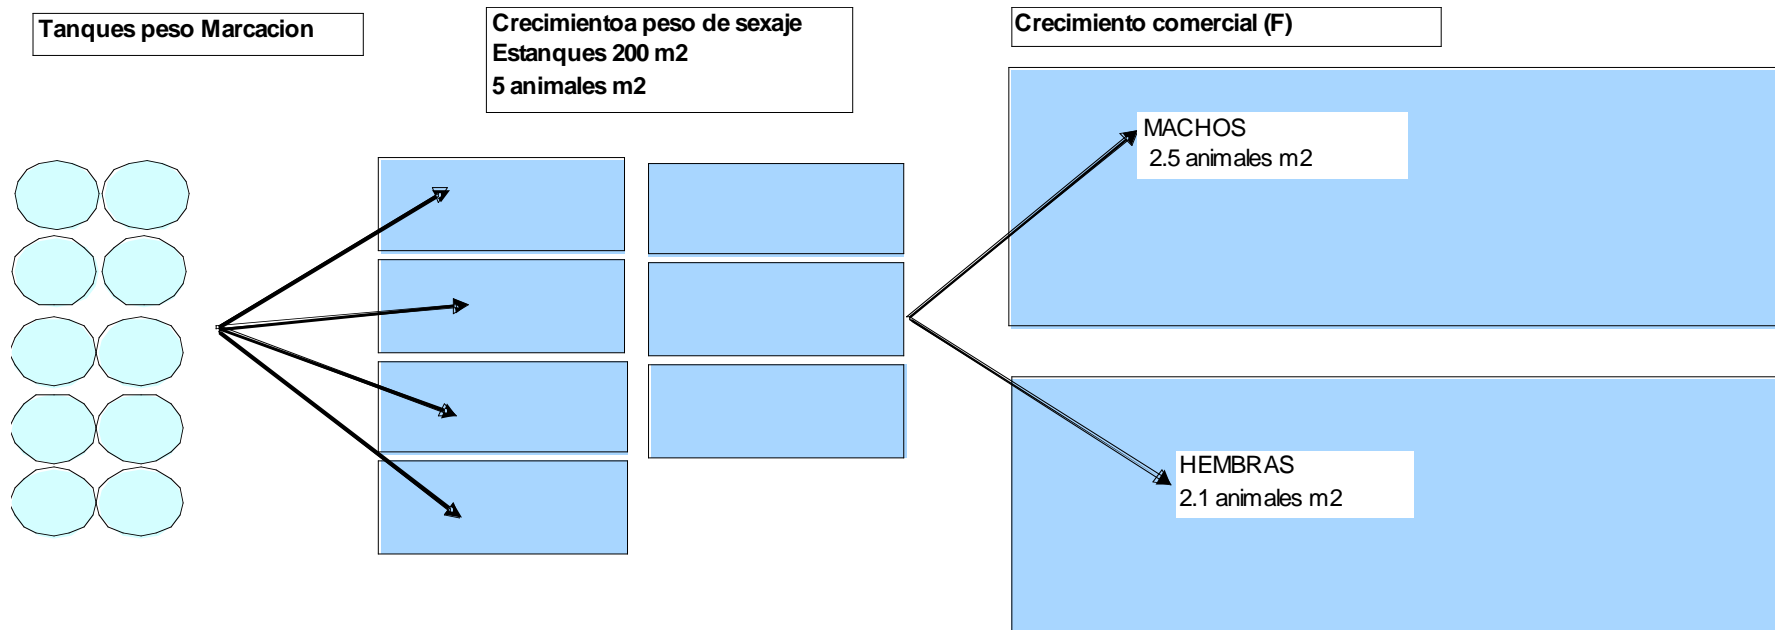 Tanques peso Marcacion
Crecimientoa peso de sexaje
Estanques 200 m2
5 animales m2
Crecimiento comercial (F)
MACHOS
2.5 animales m2
HEMBRAS
2.1 animales m2